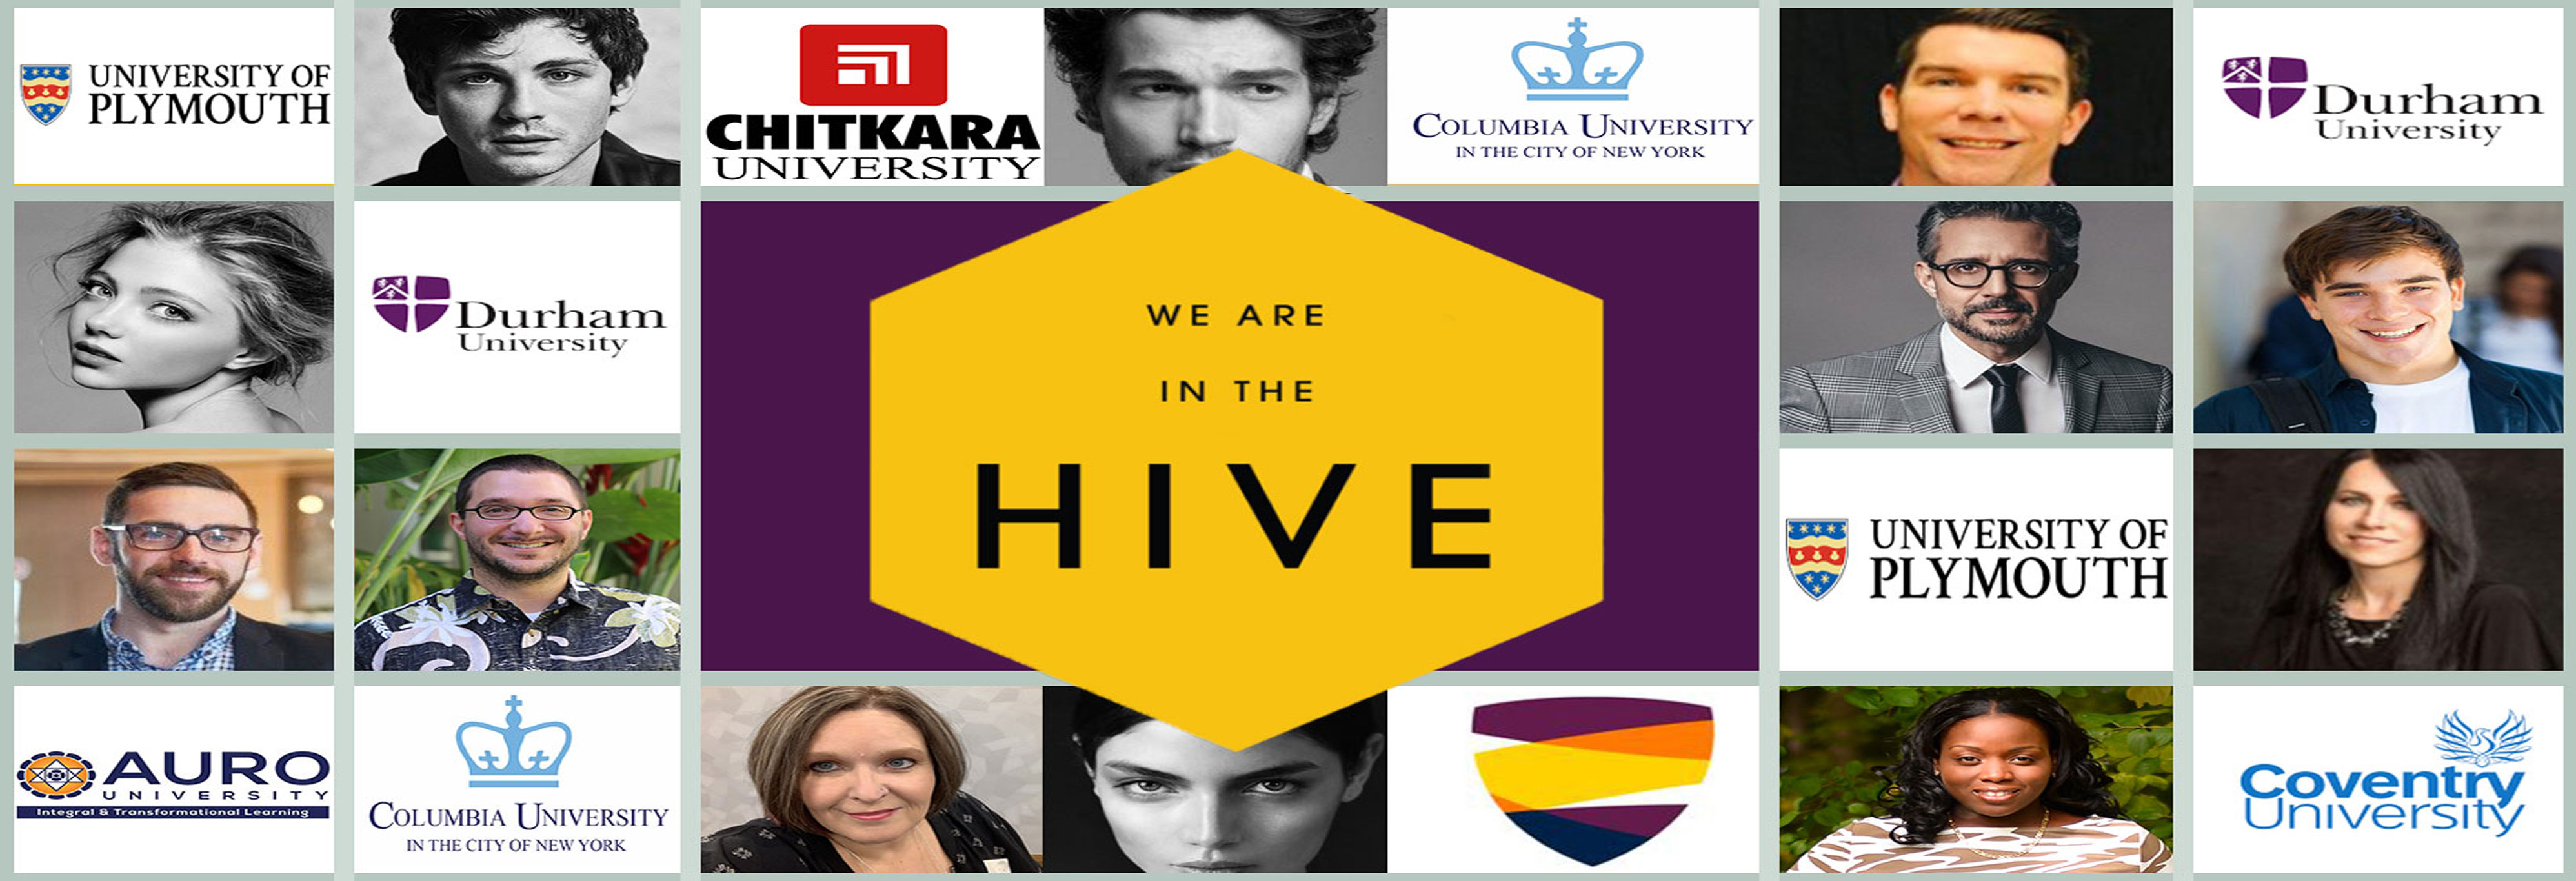 UNIVERSITY OF
PLYMOUTH
CHITKARA
UNIVERSITY
COLUMBIA UNIVERSITY
IN THE CITY OF NEW YORK
Durham
University
Durham
University
WE ARE
IN THE
HIVE
UNIVERSITY OF
PLYMOUTH
AURO
UNIVERSITY
Integral & Transformational Learning
COLUMBIA UNIVERSITY
IN THE CITY OF NEW YORK
Coventry
University